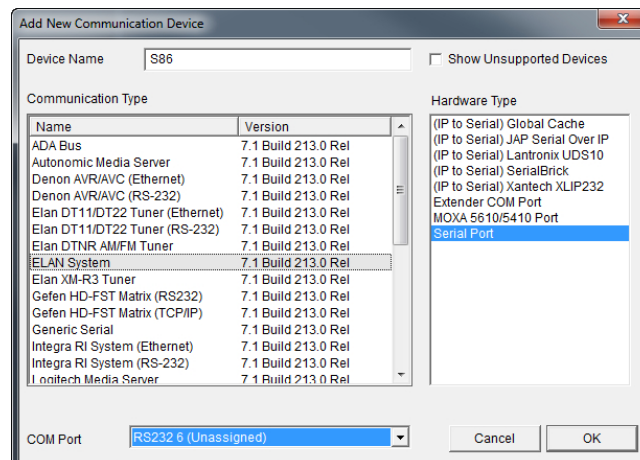 Add New Communication Device
Device Name S86 Show Unsupported Devices
Communication Type Hardware Type
Name Version
ADA Bus 7.1 Build 213.0 Rel
Autonomic Media Server 7.1 Build 213.0 Rel
Denon AVR/AVC (Ethernet) 7.1 Build 213.0 Rel
Denon AVR/AVC (RS-232) 7.1 Build 213.0 Rel
Elan DT11/DT22 Tuner (Ethernet) 7.1 Build 213.0 Rel
Elan DT11/DT22 Tuner (RS-232) 7.1 Build 213.0 Rel
Elan DTNR AM/FM Tuner 7.1 Build 213.0 Rel
ELAN System 7.1 Build 213.0 Rel
Elan XM-R3 Tuner 7.1 Build 213.0 Rel
Gefen HD-FST Matrix (RS232) 7.1 Build 213.0 Rel
Gefen HD-FST Matrix (TCP/IP) 7.1 Build 213.0 Rel
Generic Serial 7.1 Build 213.0 Rel
Integra RI System (Ethernet) 7.1 Build 213.0 Rel
Integra RI System (RS-232) 7.1 Build 213.0 Rel
Logitech Media Server 7.1 Build 213.0 Rel
(IP to Serial) Global Cache
(IP to Serial) JAP Serial Over IP
(IP to Serial) Lantronix UDS10
(IP to Serial) SerialBrick
(IP to Serial) Xantech XLIP232
Extender COM Port
MOXA 5610/5410 Port
Serial Port
COM Port RS232 6 (Unassigned) Cancel OK